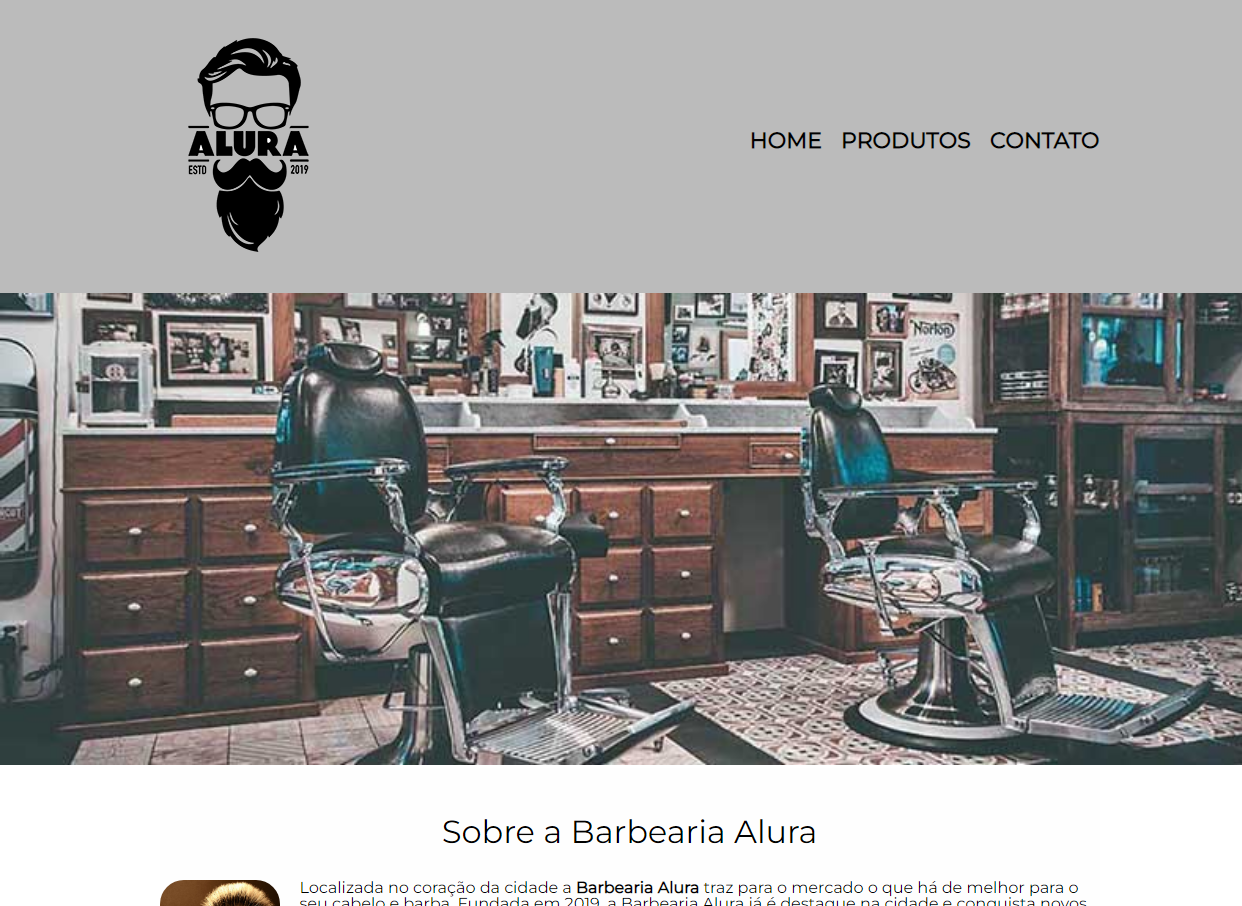 ALURA
ESTD 2019
HOME PRODUTOS CONTATO
Norton
Sobre a Barbearia Alura
Localizada no coração da cidade a Barbearia Alura traz para o mercado o que há de melhor para o
seu cabelo e barba. Fundada em 2019, a Barbearia Alura já é destaque na cidade e conquista novos